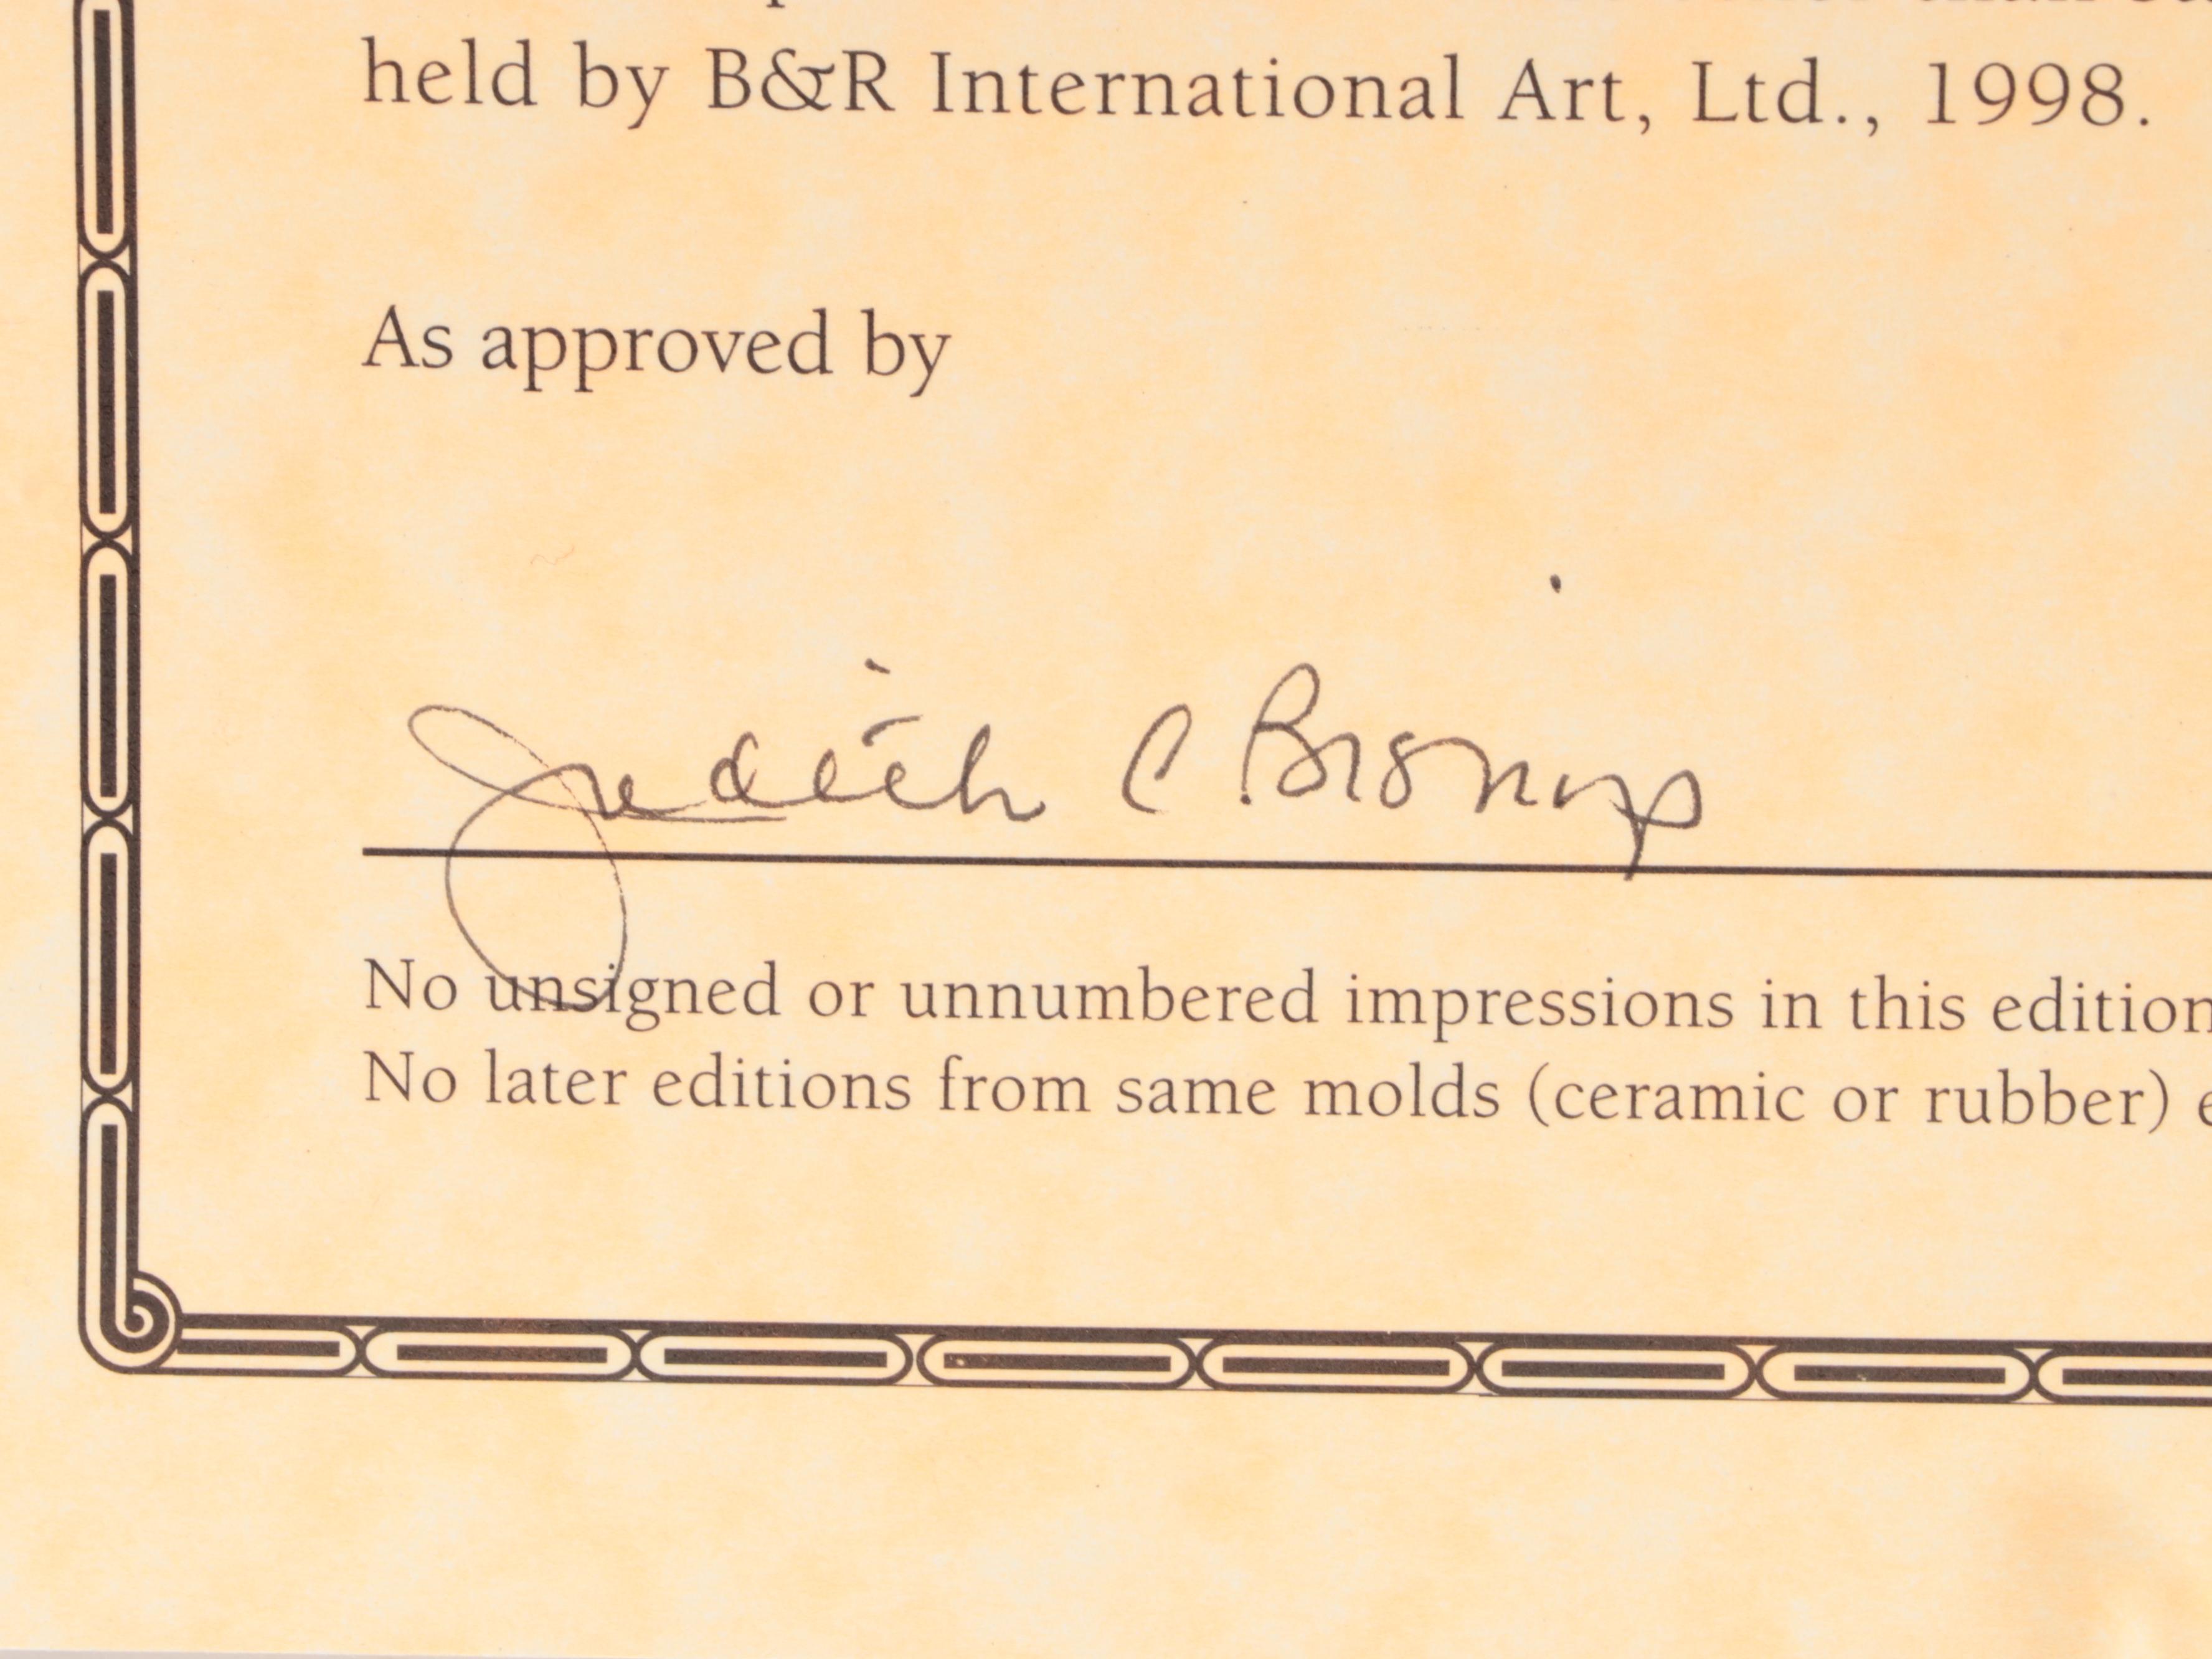 held by B&R International Art, Ltd., 1998.
As approved by
Judith C
No unsigned or unnumbered impressions in this edition
No later editions from same molds (ceramic or rubber)